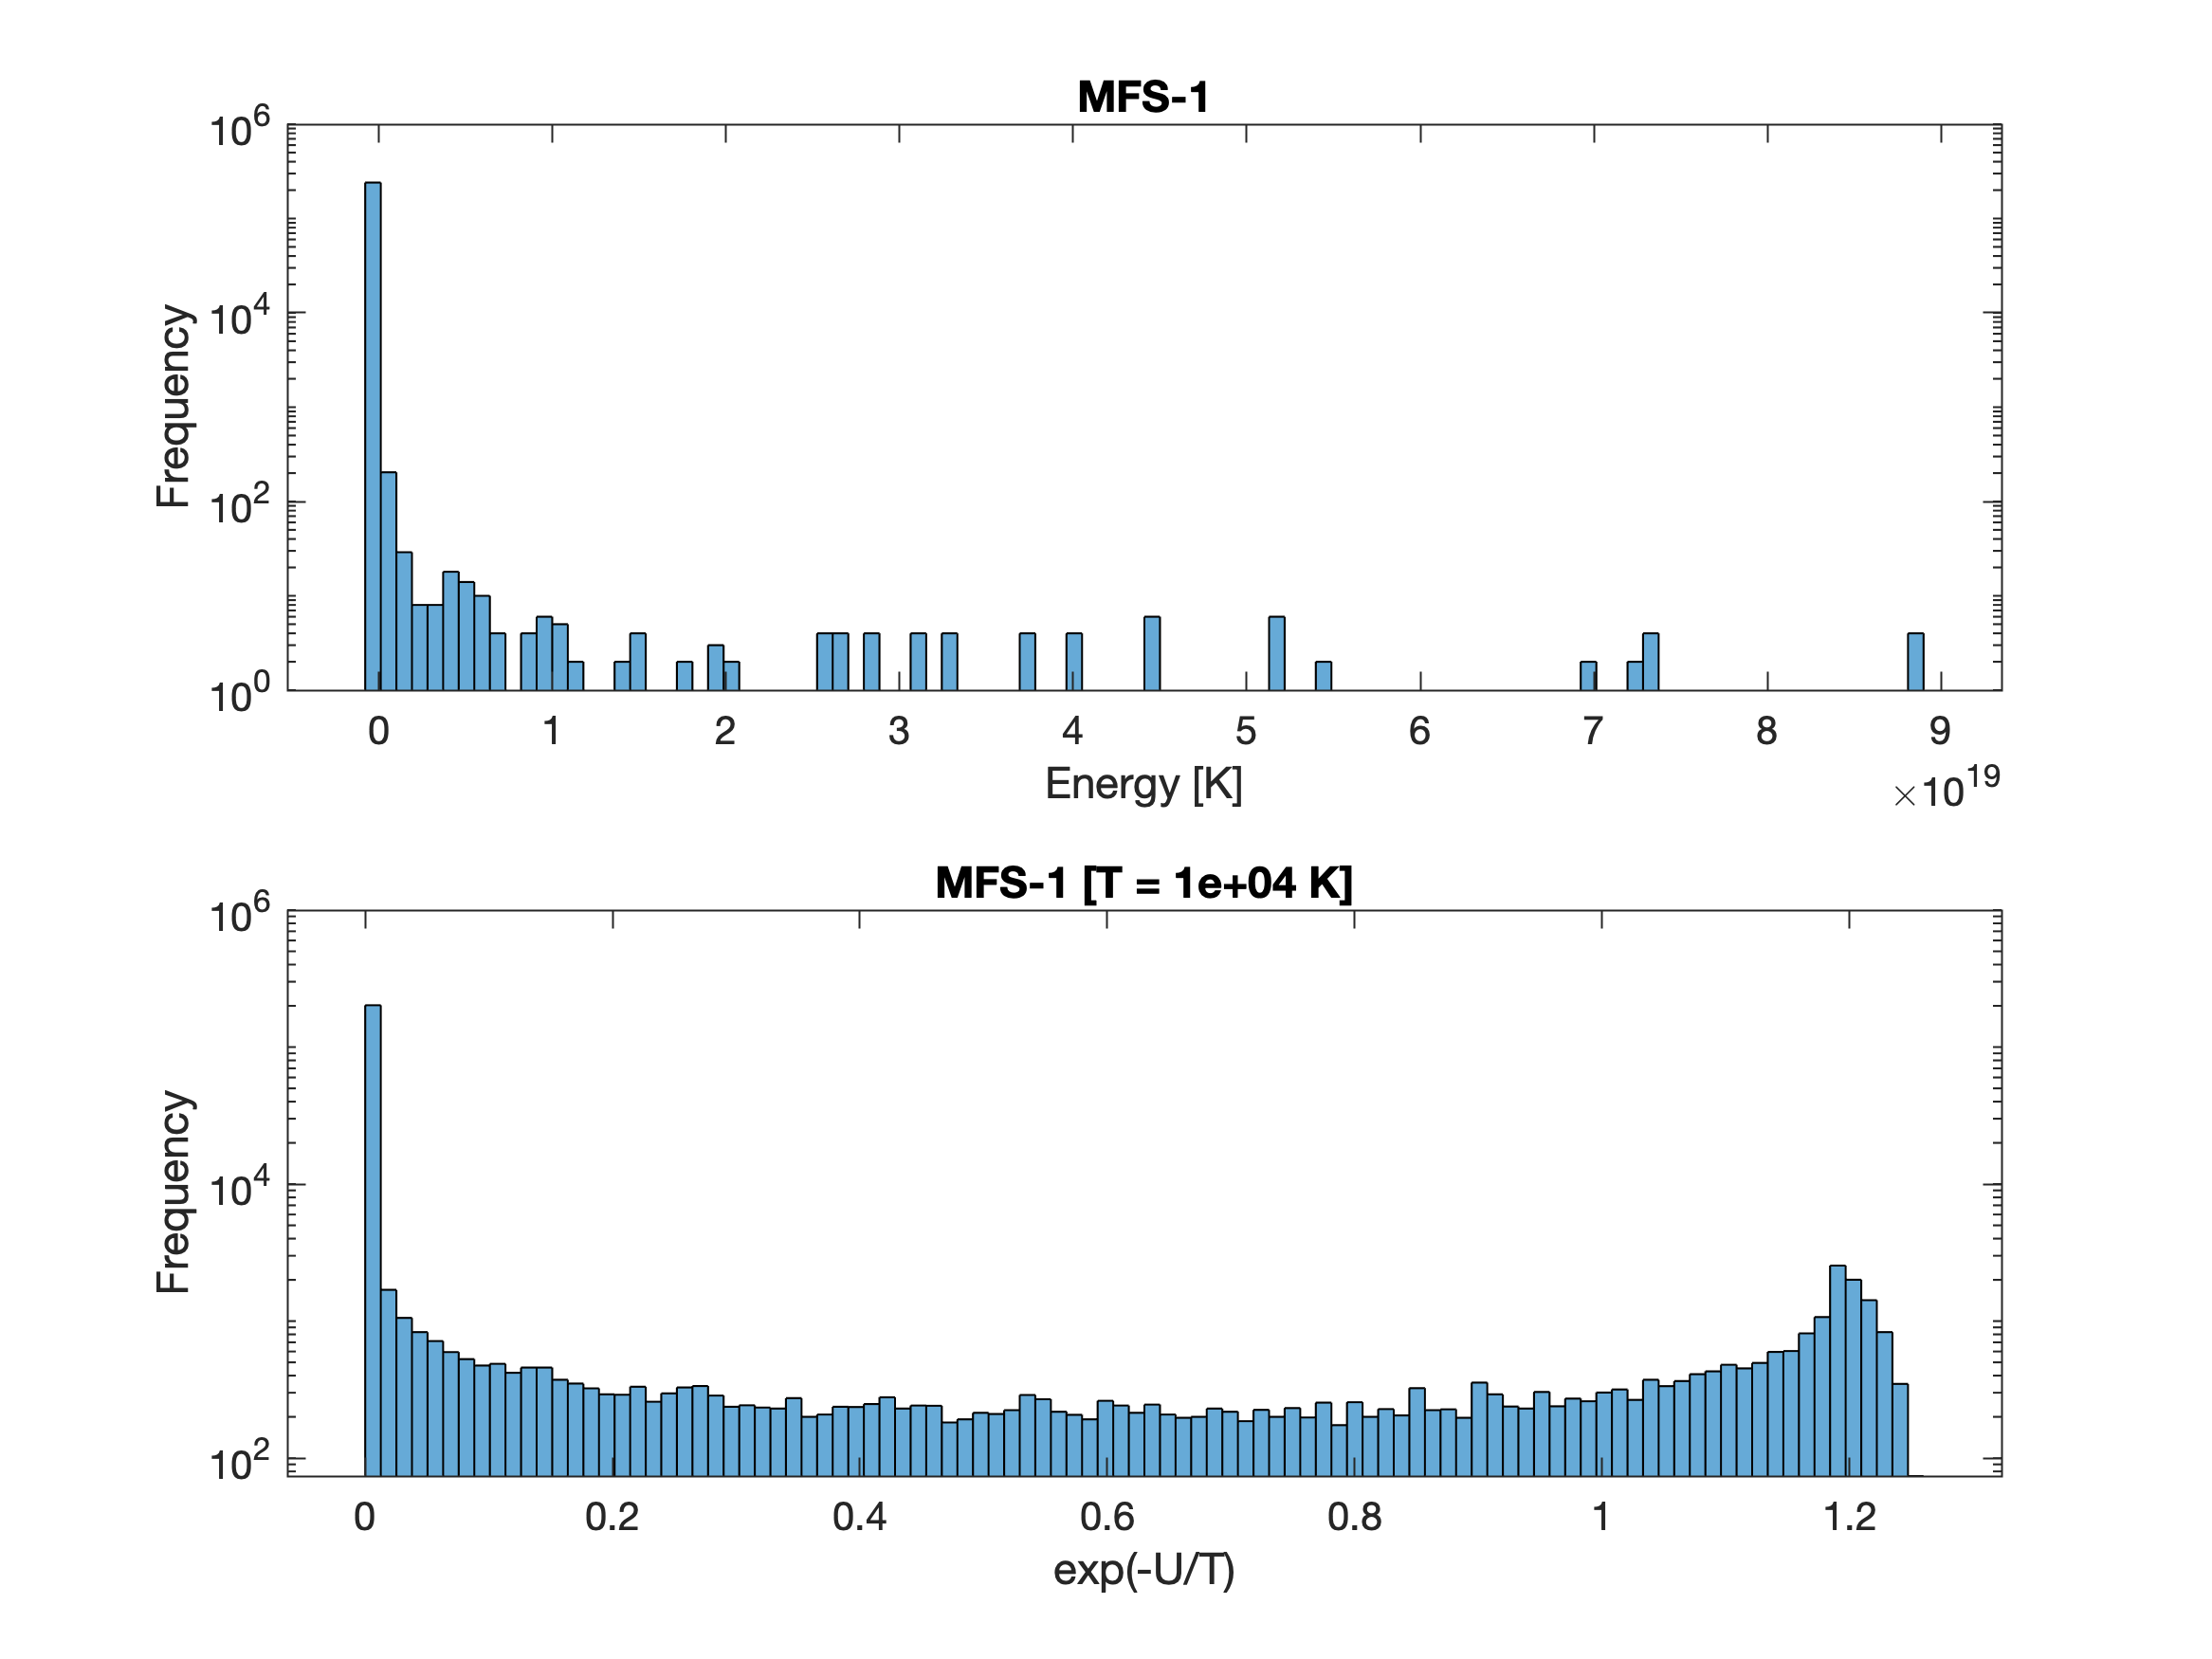 MFS-1
10^6
10^4
10^2
10^0
Frequency
0 1 2 3 4 5 6 7 8 9
Energy [K]
×10^19
MFS-1 [T = 1e+04 K]
10^6
10^4
10^2
Frequency
0 0.2 0.4 0.6 0.8 1 1.2
exp(-U/T)